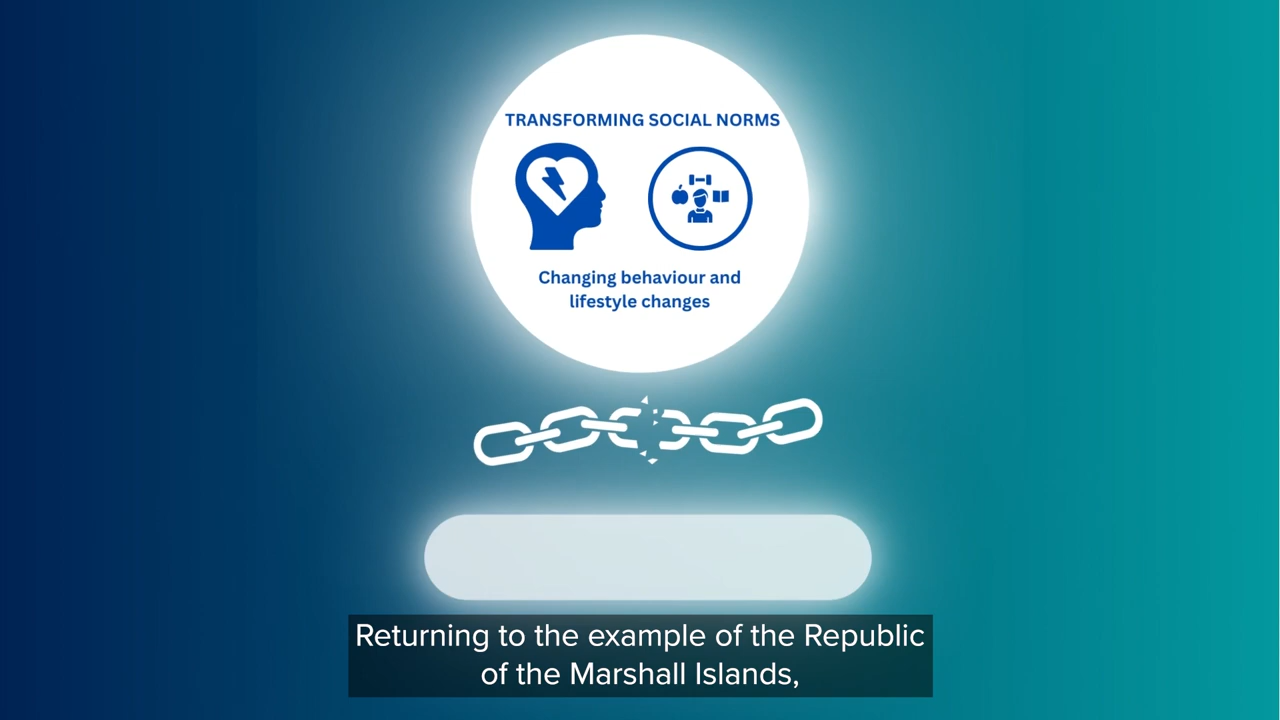 TRANSFORMING SOCIAL NORMS
Changing behaviour and
lifestyle changes
Returning to the example of the Republic
of the Marshall Islands,